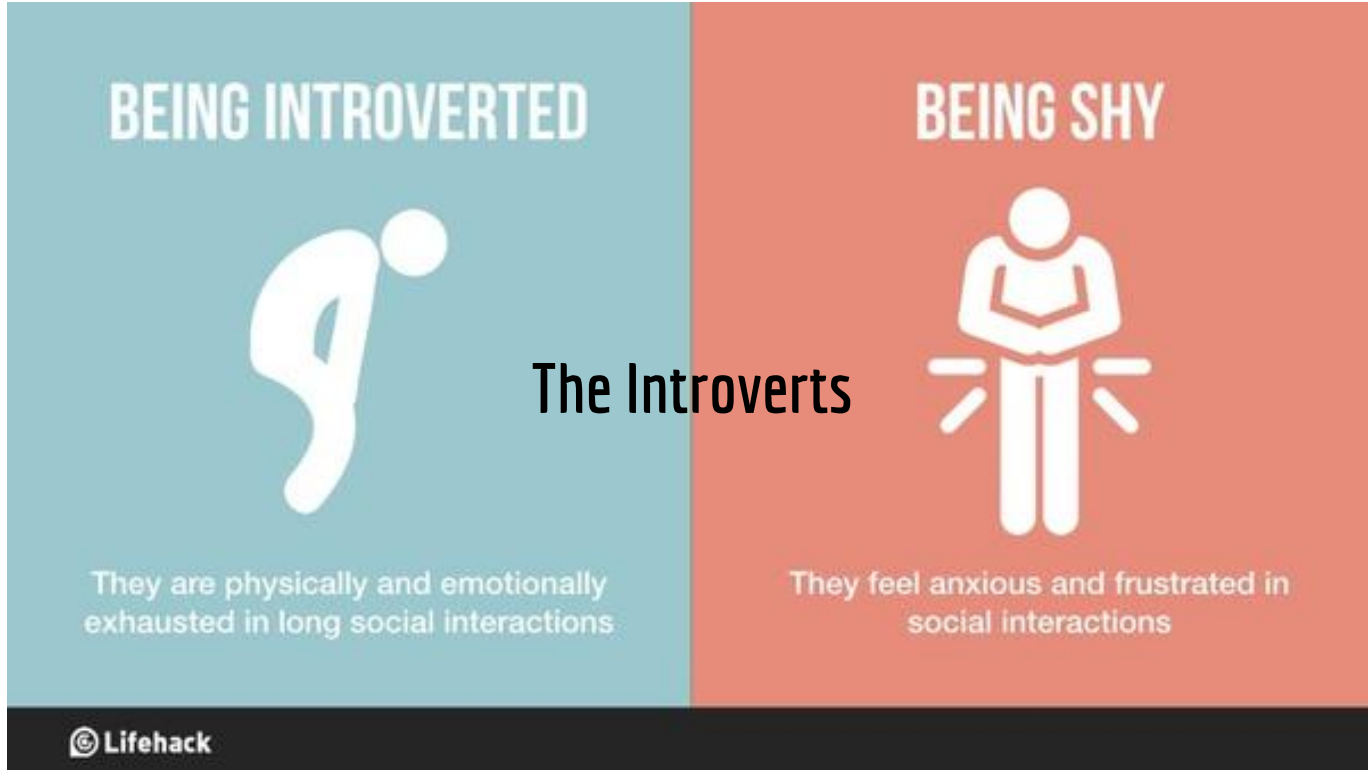 BEING INTROVERTED
BEING SHY
The Introverts
They are physically and emotionally
exhausted in long social interactions
They feel anxious and frustrated in
social interactions
Lifehack